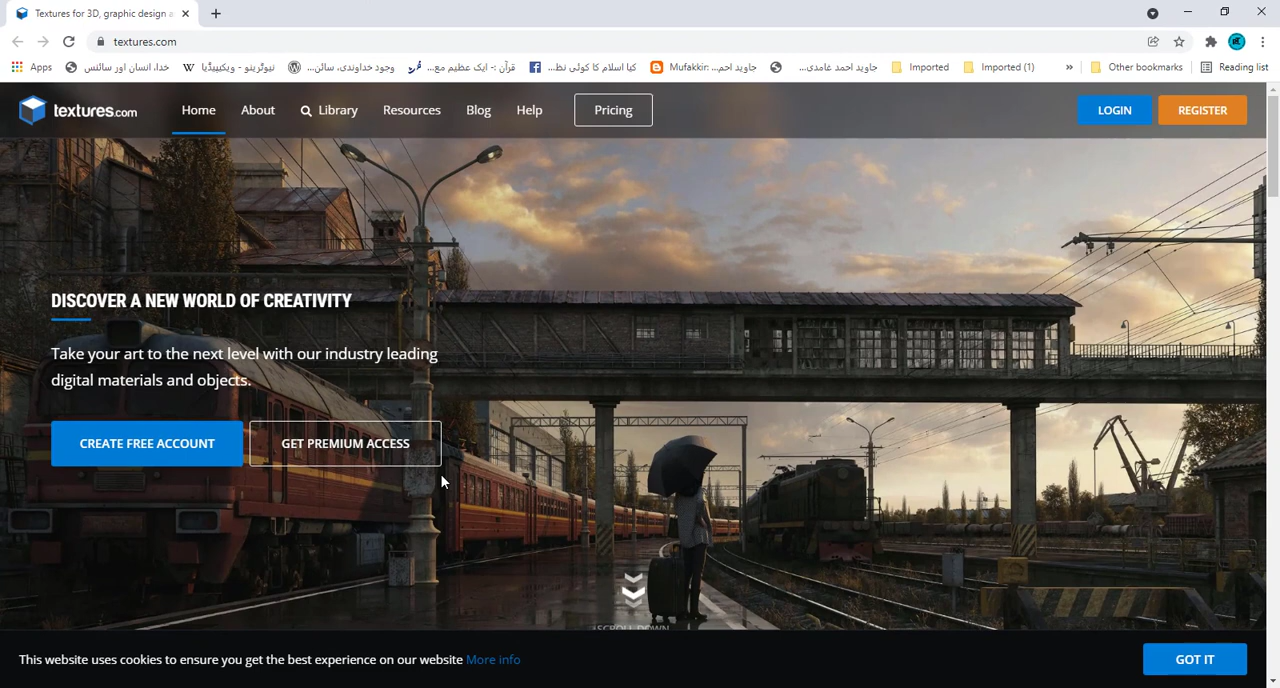 Textures for 3D, graphic design a
textures.com
Apps
خدا، انسان اور سائنس
نیوٹرینو - ویکیپیڈیا
وجود خداوندی، سائن...
قرآن :- ایک عظیم مع...
کیا اسلام کا کوئی نظ...
Mufakkir: جاوید احم...
جاوید احمد غامدی...
Imported
Imported (1)
»
Other bookmarks
Reading list
textures.com
Home
About
Library
Resources
Blog
Help
Pricing
LOGIN
REGISTER
DISCOVER A NEW WORLD OF CREATIVITY
Take your art to the next level with our industry leading
digital materials and objects.
CREATE FREE ACCOUNT
GET PREMIUM ACCESS
SCROLL DOWN
This website uses cookies to ensure you get the best experience on our website More info
GOT IT